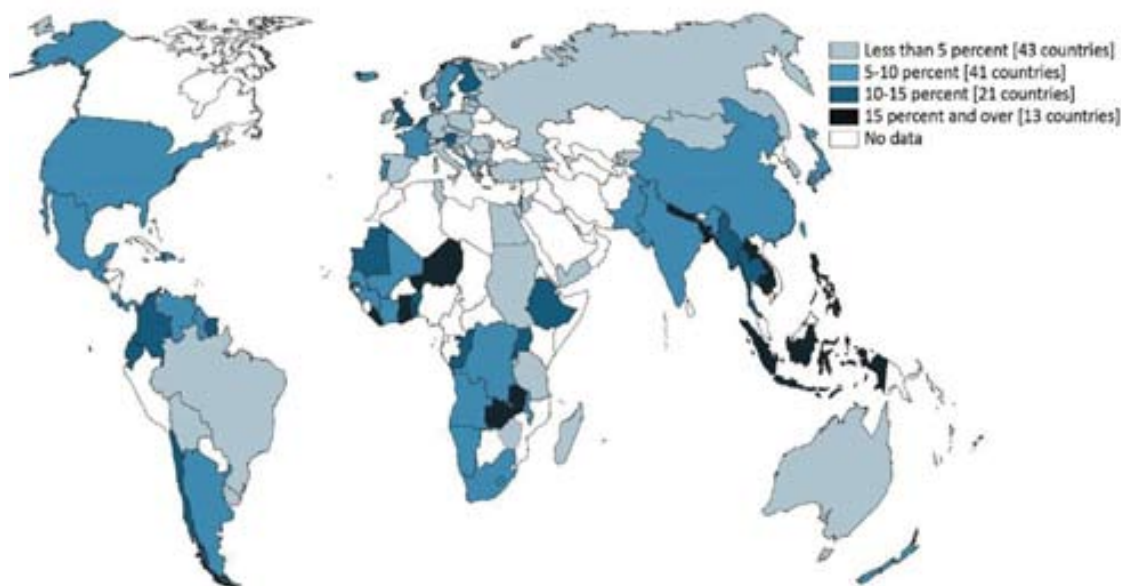 Less than 5 percent [43 countries]
5-10 percent [41 countries]
10-15 percent [21 countries]
15 percent and over [13 countries]
No data